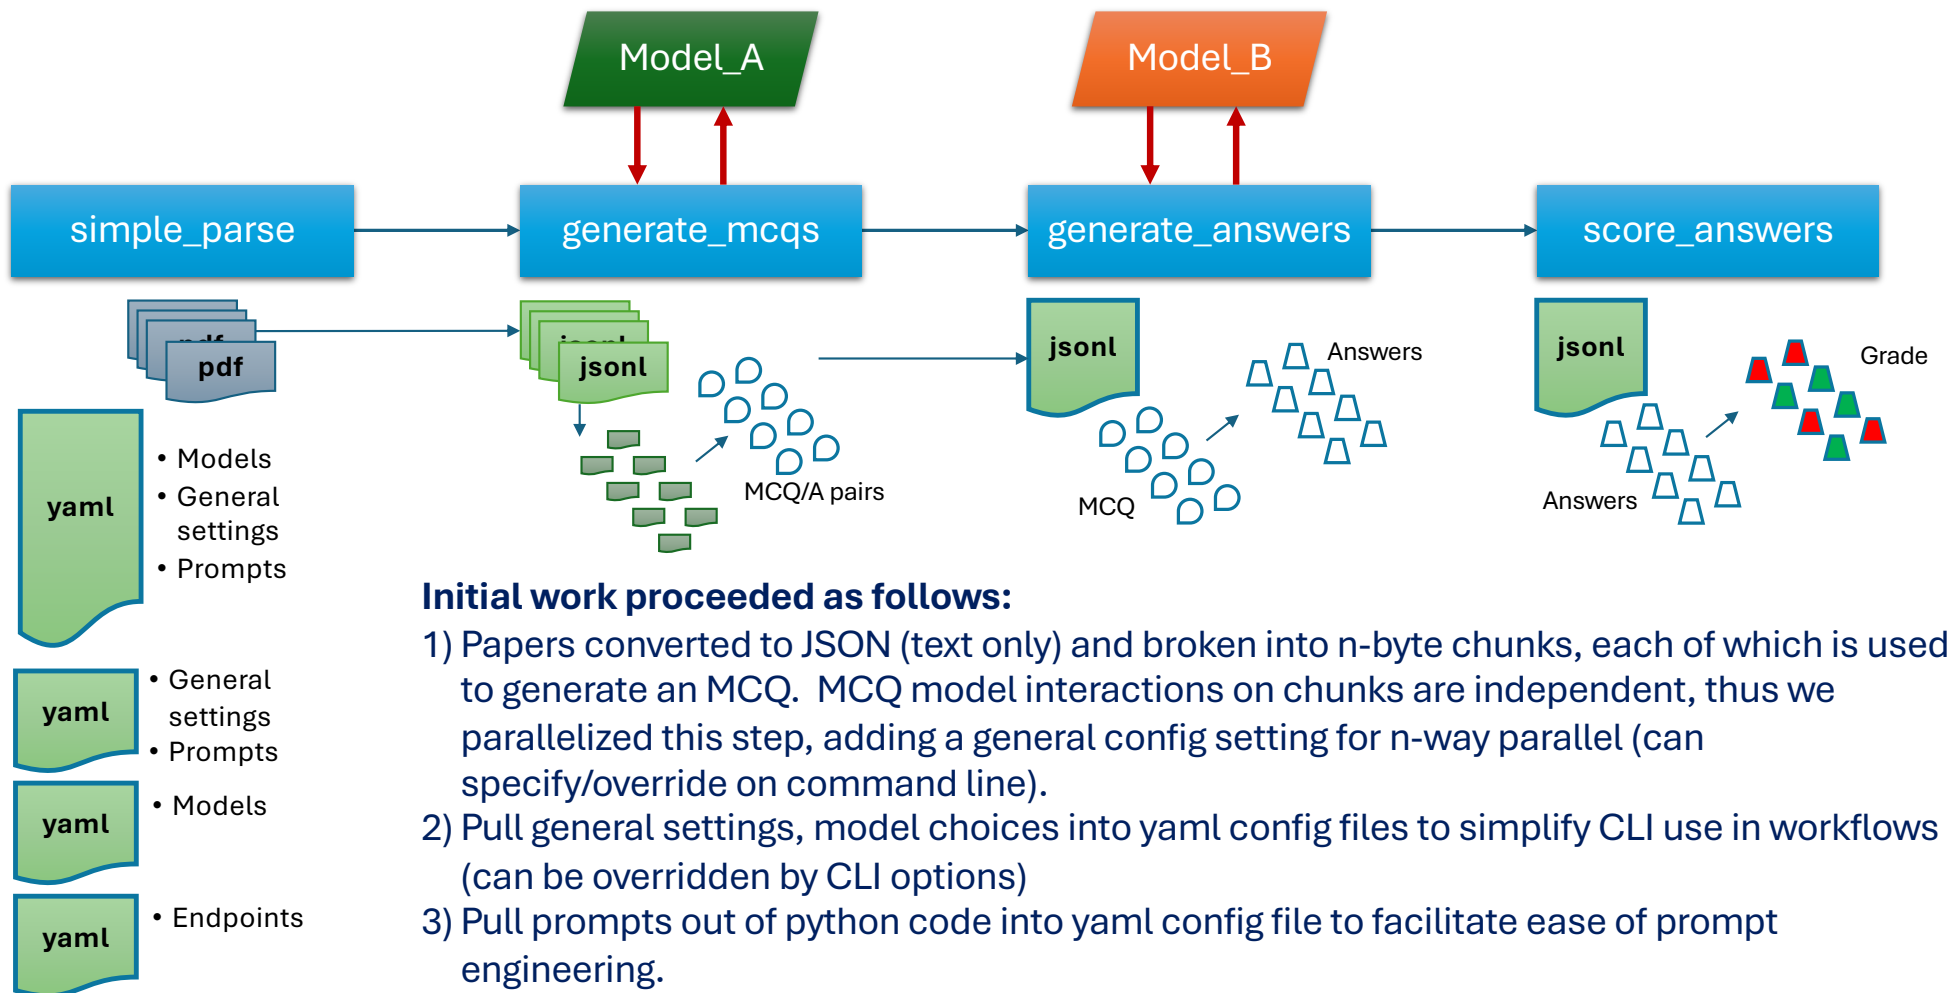 Model_A
Model_B
simple_parse
generate_mcqs
generate_answers
score_answers
pdf
pdf
jsonl
jsonl
MCQ/A pairs
jsonl
MCQ
Answers
jsonl
Answers
Grade
yaml
• Models
• General
settings
• Prompts
yaml
• General
settings
• Prompts
yaml
• Models
yaml
• Endpoints
Initial work proceeded as follows:
1) Papers converted to JSON (text only) and broken into n-byte chunks, each of which is used
to generate an MCQ.  MCQ model interactions on chunks are independent, thus we
parallelized this step, adding a general config setting for n-way parallel (can
specify/override on command line).
2) Pull general settings, model choices into yaml config files to simplify CLI use in workflows
(can be overridden by CLI options)
3) Pull prompts out of python code into yaml config file to facilitate ease of prompt
engineering.